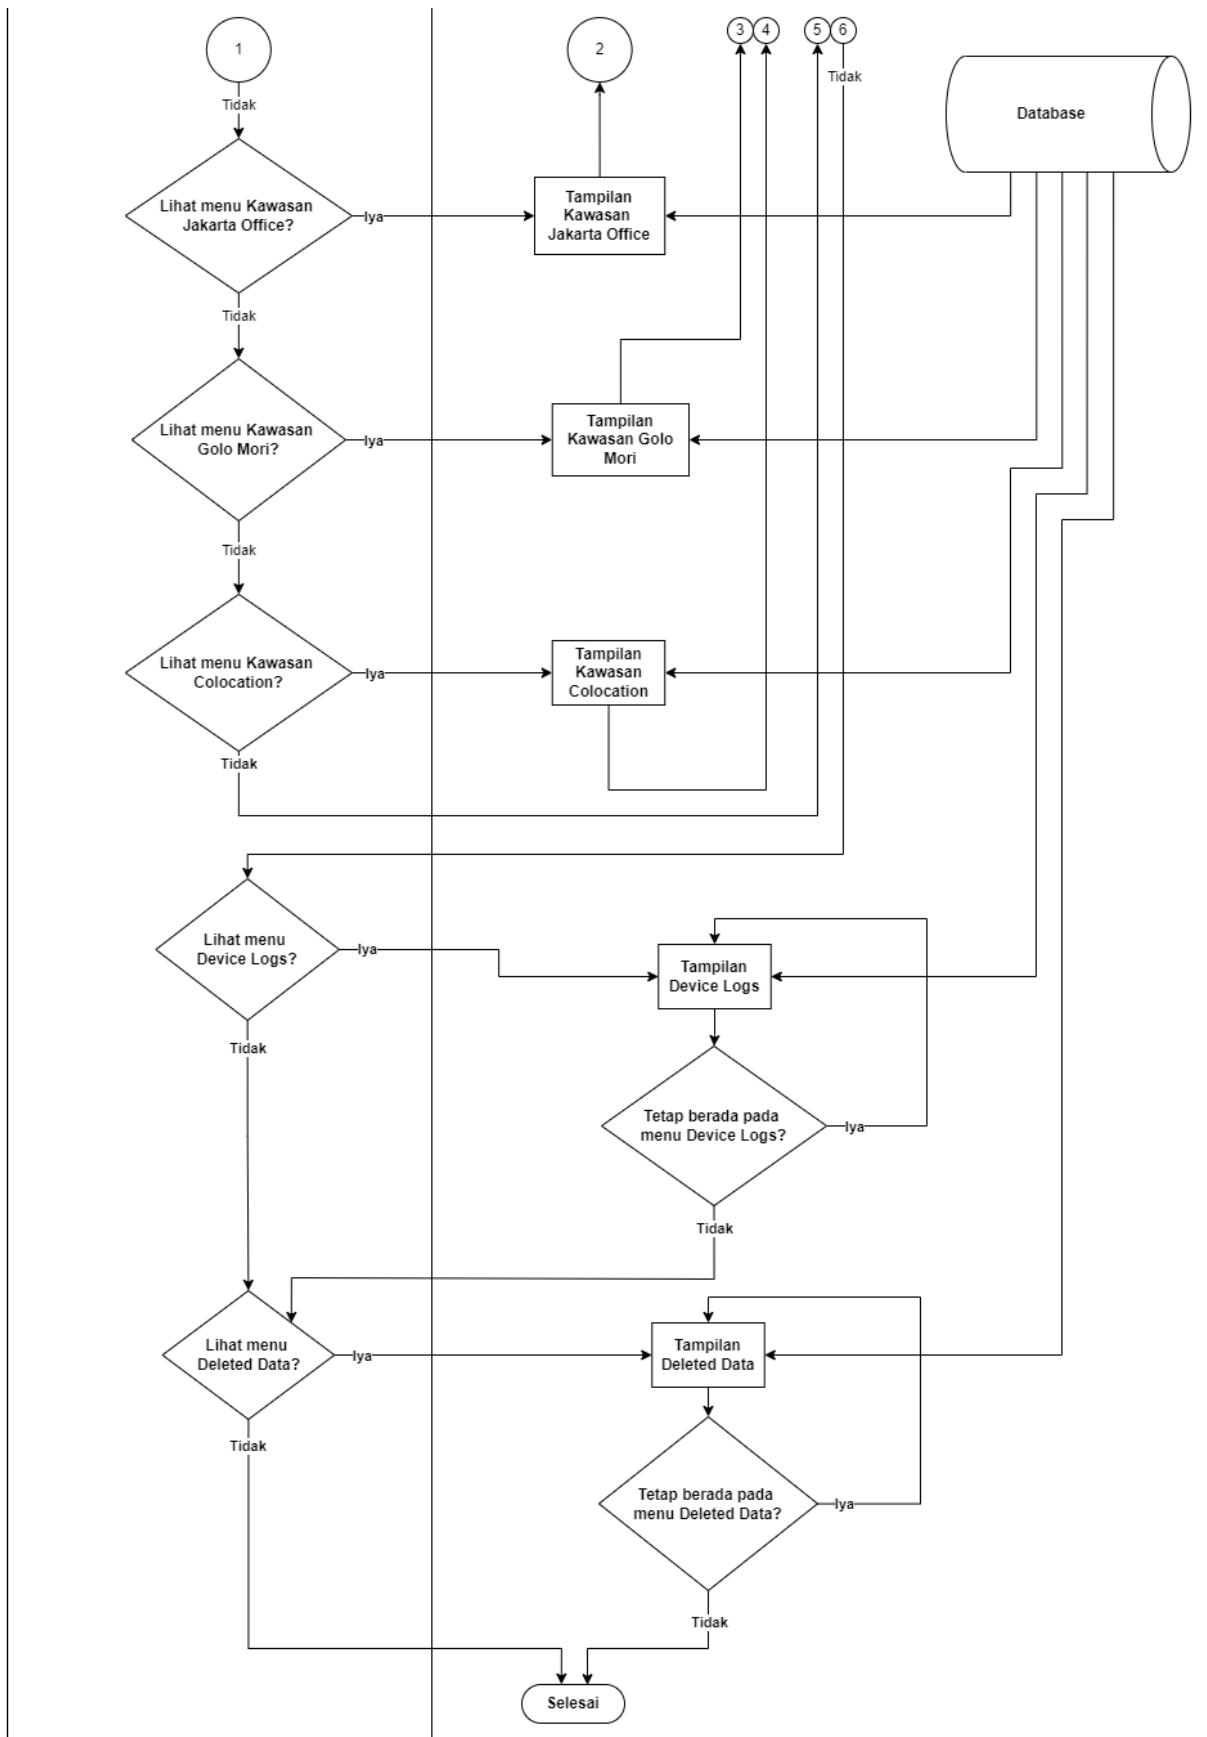 1
2
3
4
5
6
Tidak
Database
Tidak
Lihat menu Kawasan
Jakarta Office?
Iya
Tampilan
Kawasan
Jakarta Office
Tidak
Lihat menu Kawasan
Golo Mori?
Iya
Tampilan
Kawasan Golo
Mori
Tidak
Lihat menu Kawasan
Colocation?
Iya
Tampilan
Kawasan
Colocation
Tidak
Lihat menu
Device Logs?
Iya
Tampilan
Device Logs
Tidak
Tetap berada pada
menu Device Logs?
Iya
Tidak
Lihat menu
Deleted Data?
Iya
Tampilan
Deleted Data
Tidak
Tetap berada pada
menu Deleted Data?
Iya
Tidak
Selesai